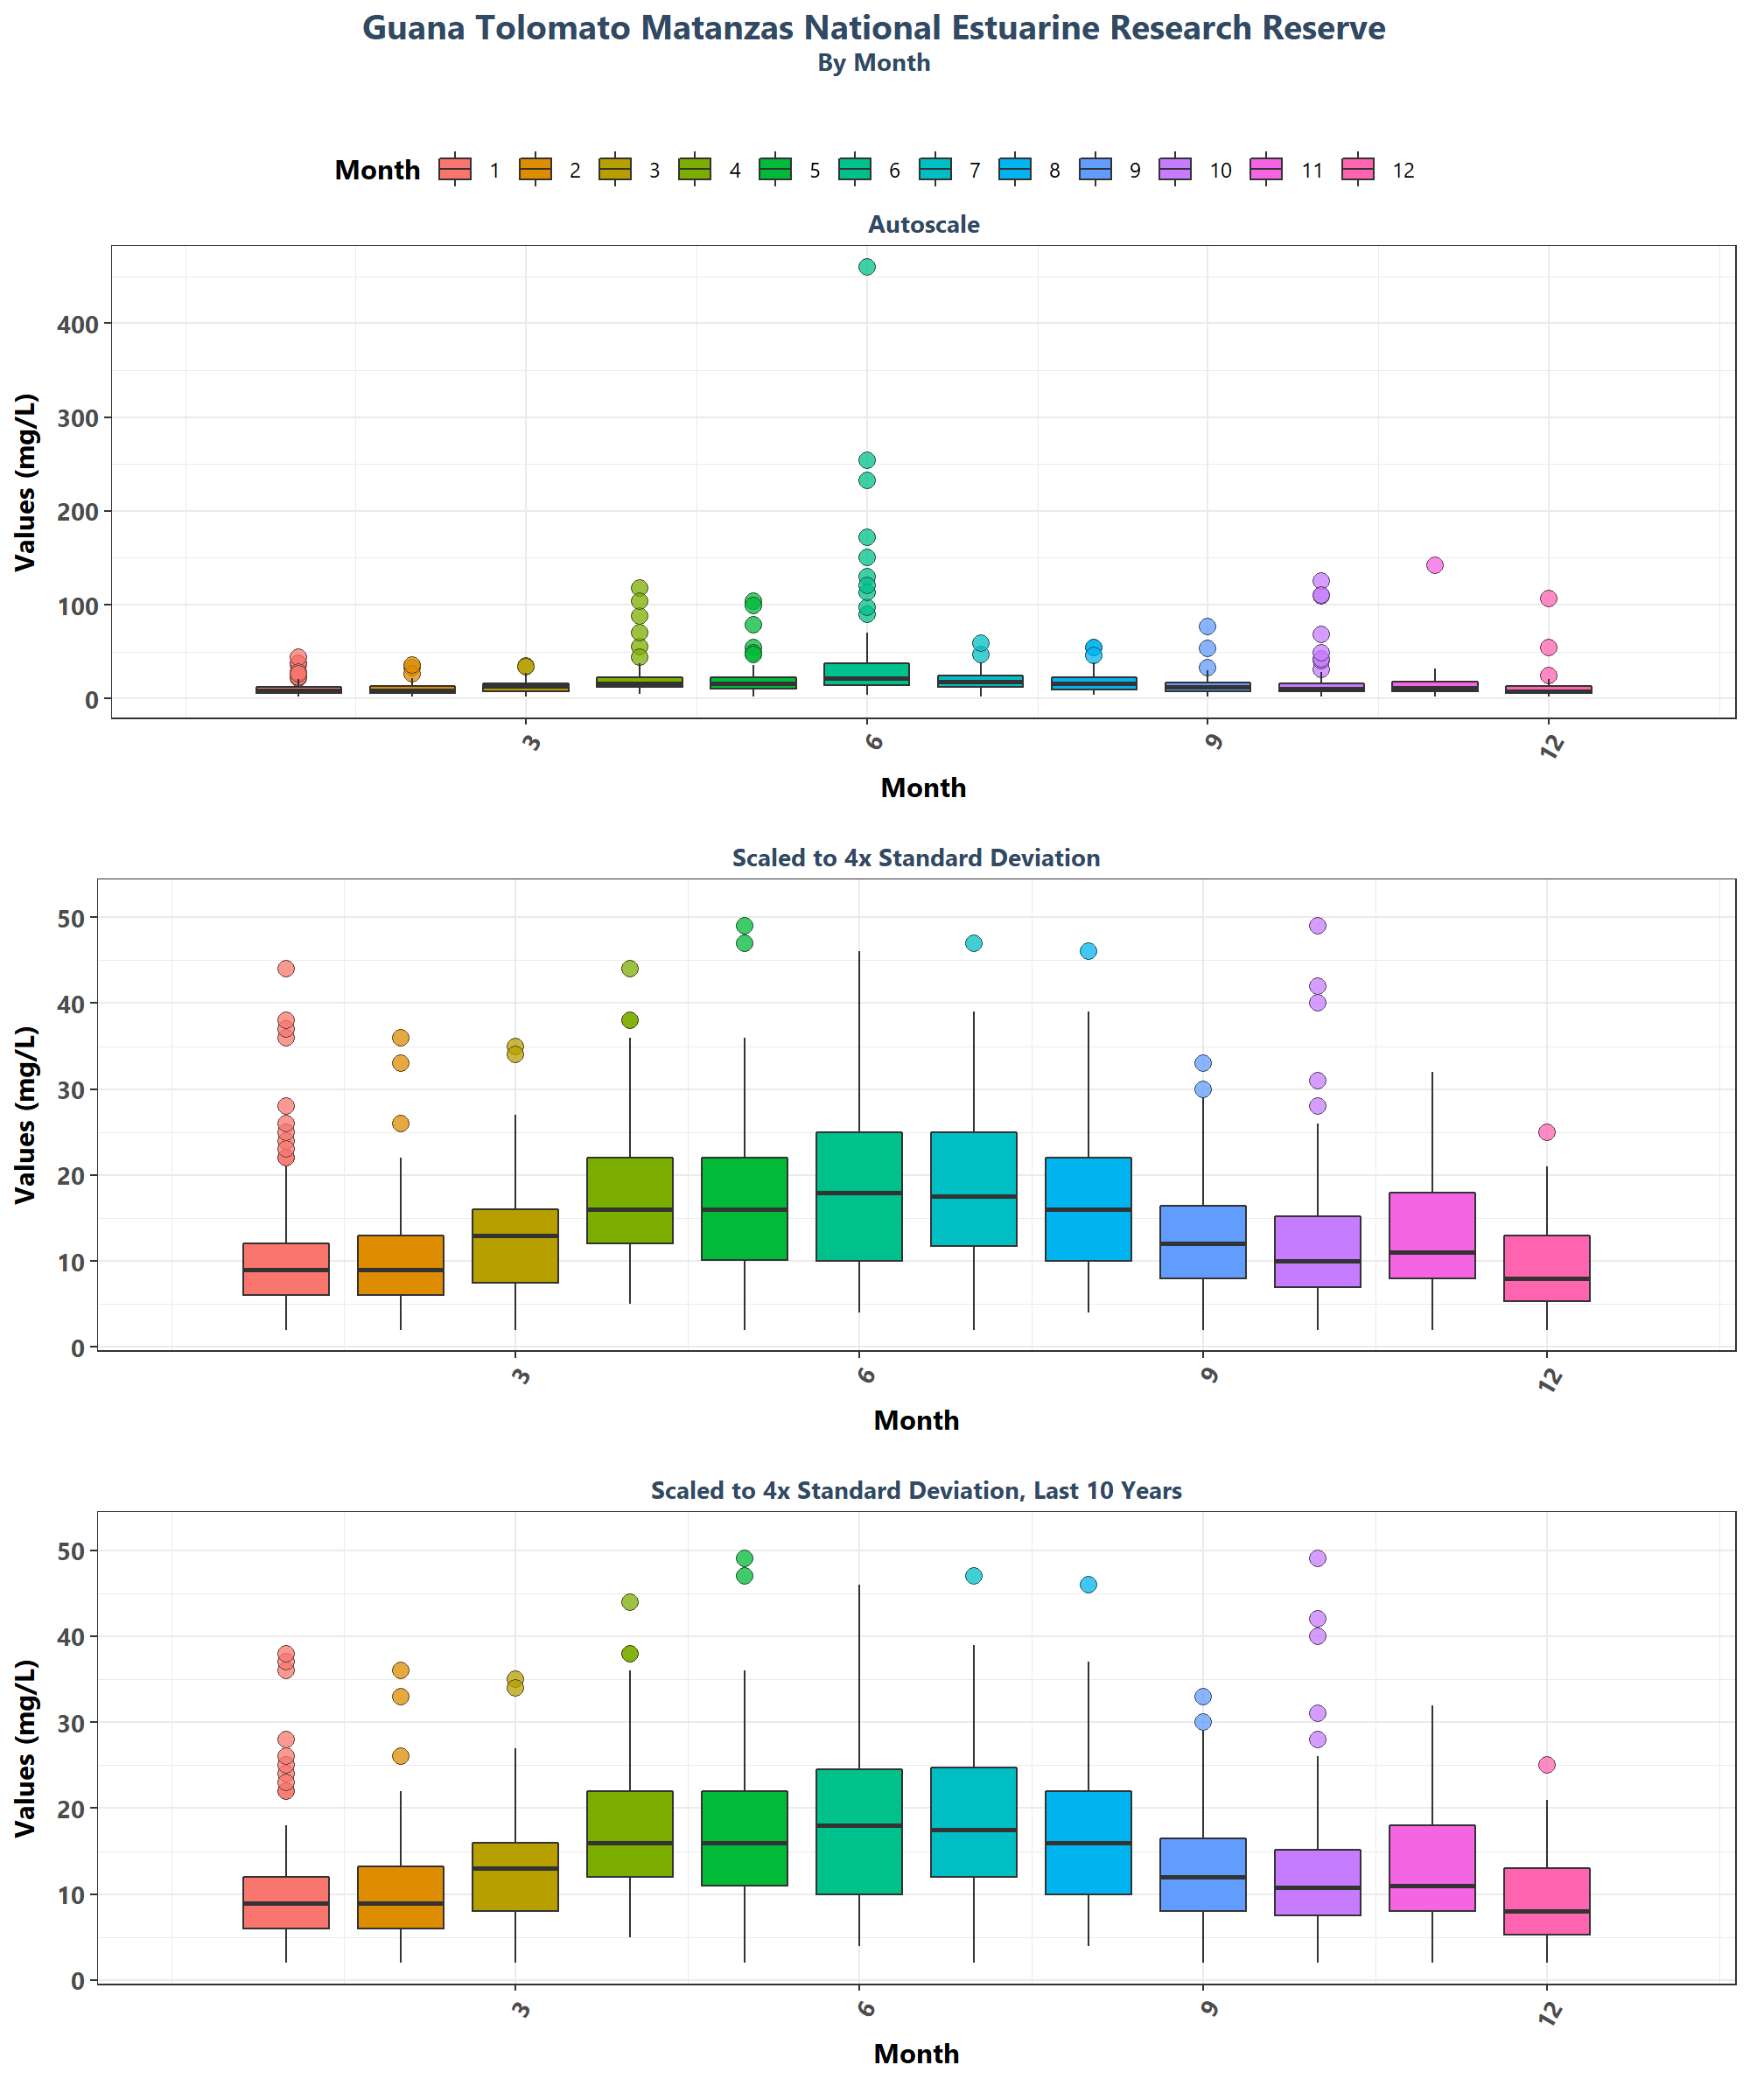 Guana Tolomato Matanzas National Estuarine Research Reserve
By Month
Month 1 2 3 4 5 6 7 8 9 10 11 12
Autoscale
Values (mg/L)
400
300
200
100
0
3 6 9 12
Month
Scaled to 4x Standard Deviation
Values (mg/L)
50
40
30
20
10
0
3 6 9 12
Month
Scaled to 4x Standard Deviation, Last 10 Years
Values (mg/L)
50
40
30
20
10
0
3 6 9 12
Month